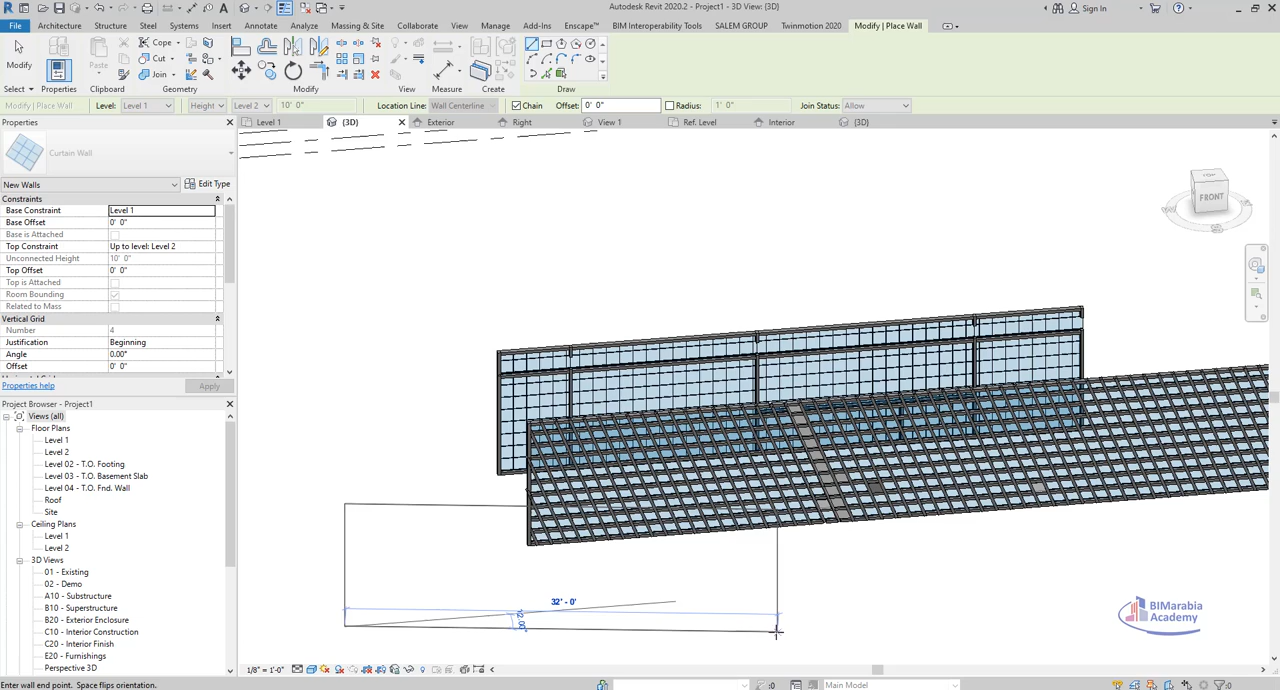 Autodesk Revit 2020.2 - Project1 - 3D View: {3D}
Sign In
File Architecture Structure Steel Systems Insert Annotate Analyze Massing & Site Collaborate View Manage Add-Ins Enscape™ BIM Interoperability Tools SALEM GROUP Twinmotion 2020 Modify | Place Wall
Modify
Paste
Cope
Cut
Join
Select Properties Clipboard Geometry Modify View Measure Create Draw
Modify | Place Wall Level: Level 1 Height Level 2 10' 0" Location Line: Wall Centerline Chain Offset: 0' 0" Radius: 1' 0" Join Status: Allow
Properties
Level 1 {3D} Exterior Right View 1 Ref. Level Interior {3D}
Curtain Wall
New Walls Edit Type
Constraints
Base Constraint Level 1
Base Offset 0' 0"
Base is Attached
Top Constraint Up to level: Level 2
Unconnected Height 10' 0"
Top Offset 0' 0"
Top is Attached
Room Bounding
Related to Mass
Vertical Grid
Number 4
Justification Beginning
Angle 0.00°
Offset 0' 0"
Properties help Apply
Project Browser - Project1
Views (all)
Floor Plans
Level 1
Level 2
Level 02 - T.O. Footing
Level 03 - T.O. Basement Slab
Level 04 - T.O. Fnd. Wall
Roof
Site
Ceiling Plans
Level 1
Level 2
3D Views
01 - Existing
02 - Demo
A10 - Substructure
B10 - Superstructure
B20 - Exterior Enclosure
C10 - Interior Construction
C20 - Interior Finish
E20 - Furnishings
Perspective 3D
TOP
FRONT
32' - 0"
BIMarabia
Academy
1/8" = 1'-0"
Enter wall end point. Space flips orientation. :0 Main Model :0